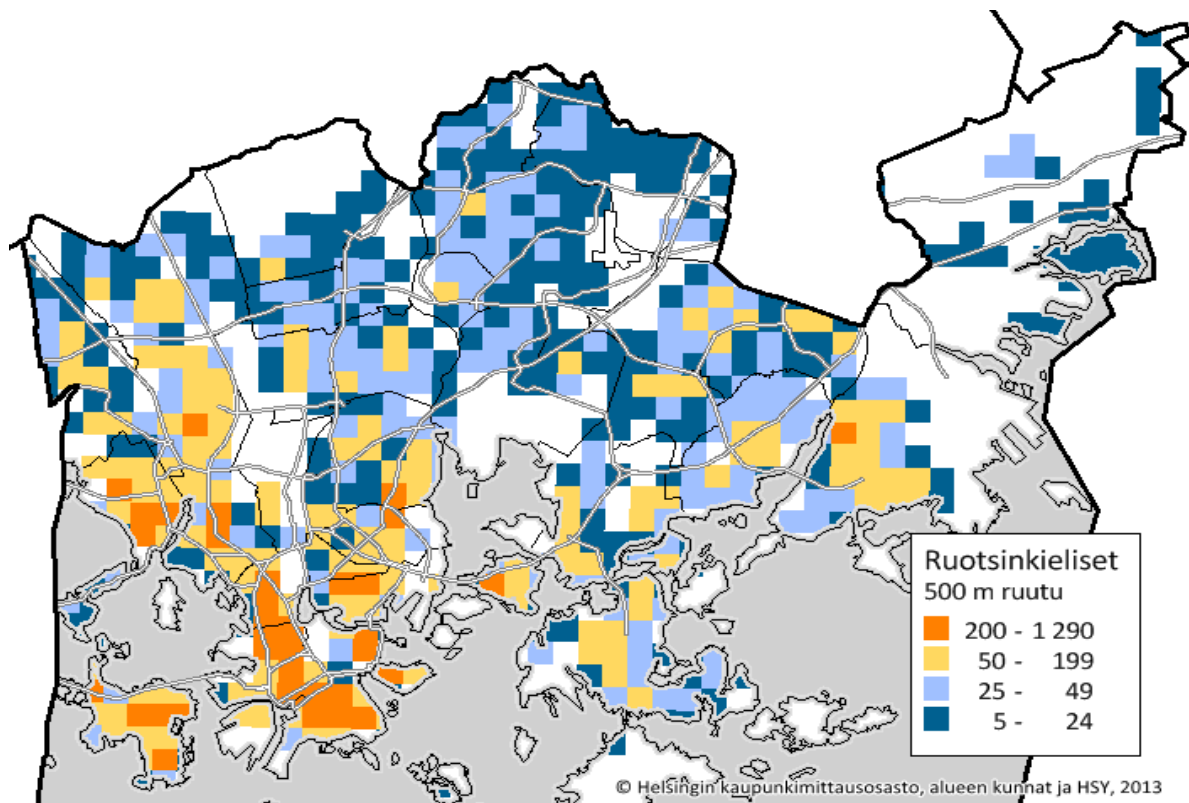 Ruotsinkieliset
500 m ruutu
200 - 1 290
50 - 199
25 - 49
5 - 24
© Helsingin kaupunkimittausosasto, alueen kunnat ja HSY, 2013